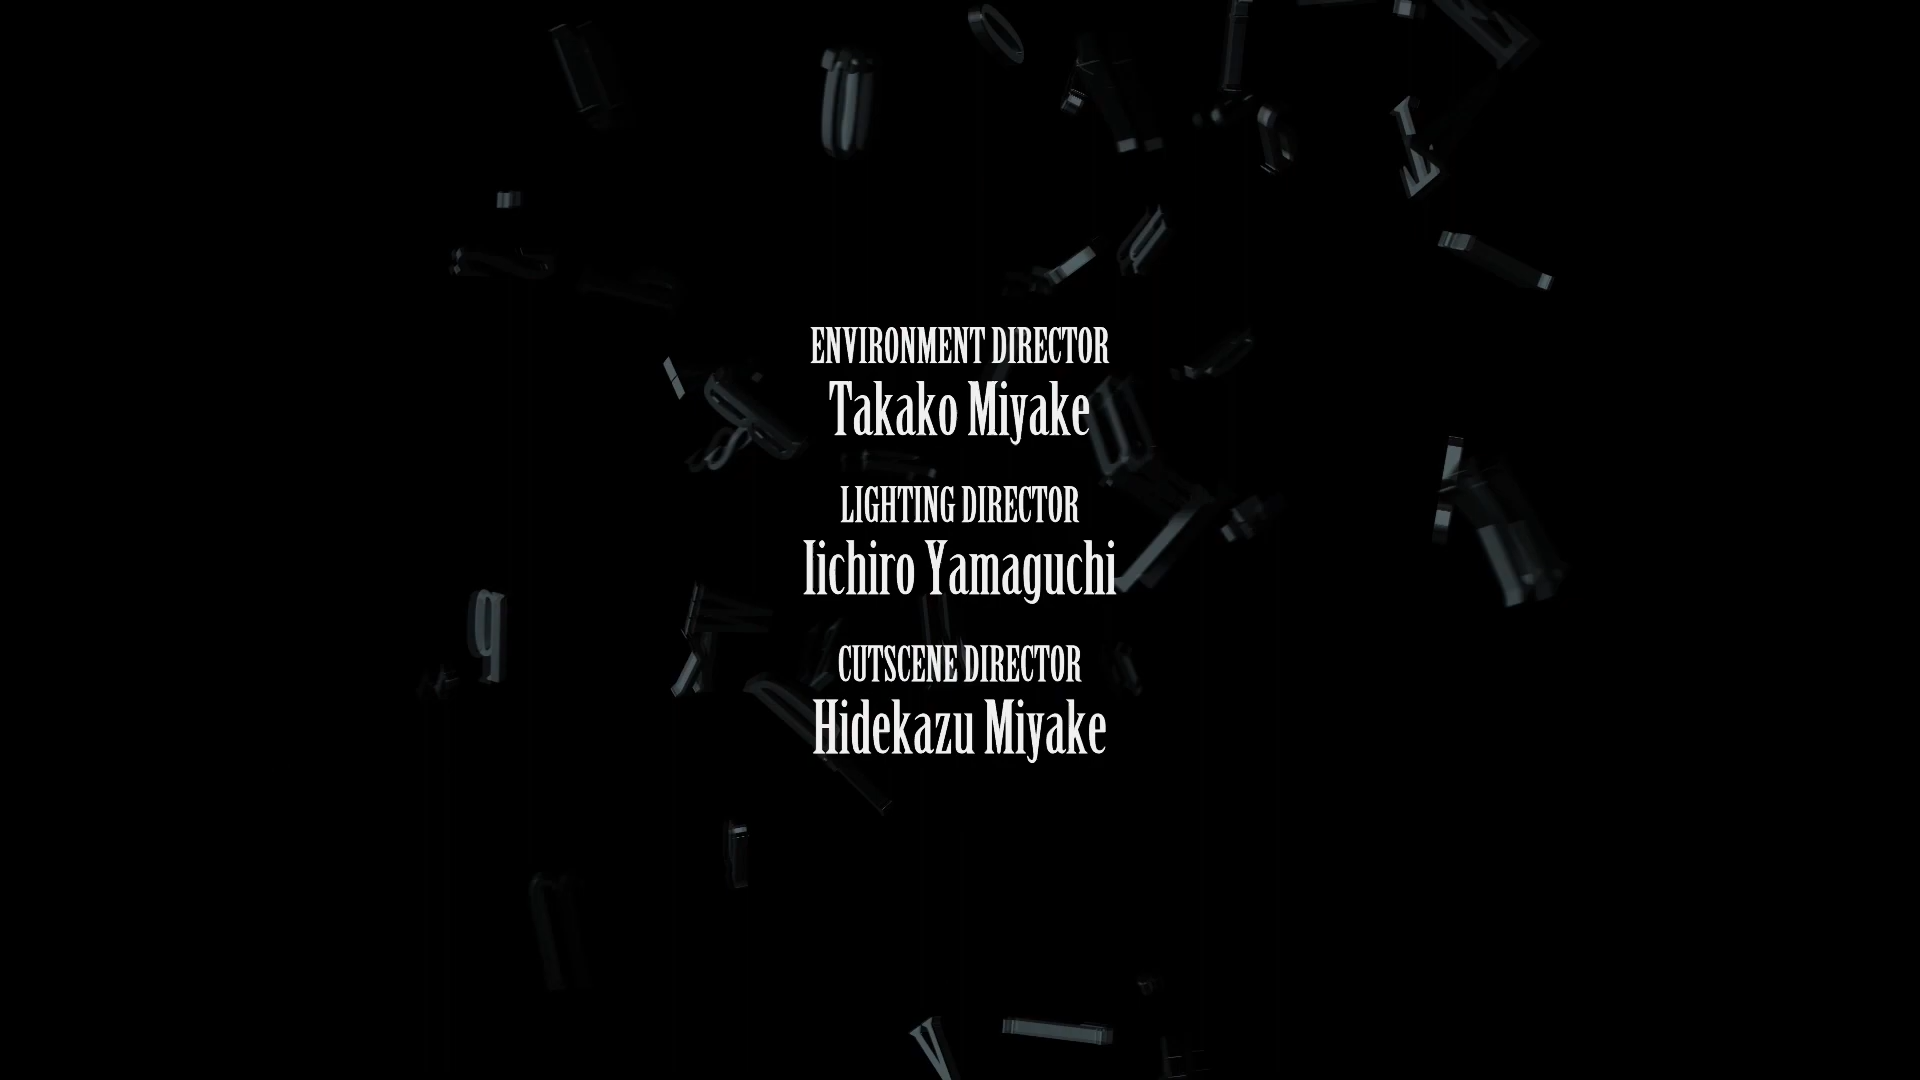 ENVIRONMENT DIRECTOR
Takako Miyake
LIGHTING DIRECTOR
Iichiro Yamaguchi
CUTSCENE DIRECTOR
Hidekazu Miyake